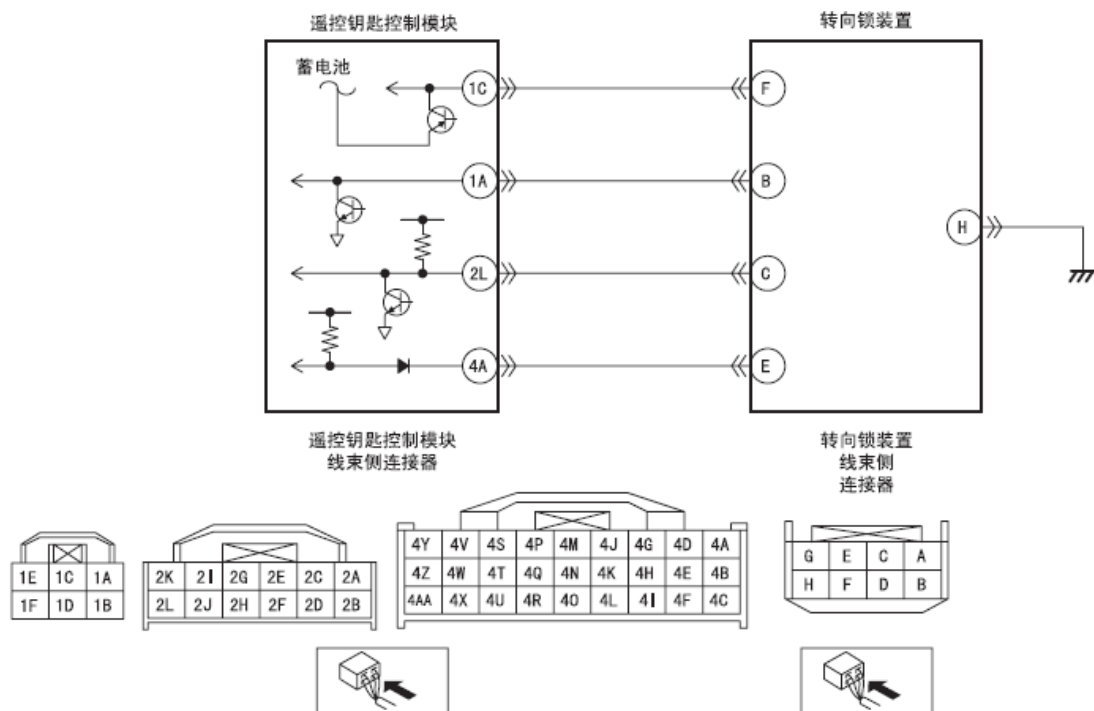 遥控钥匙控制模块
转向锁装置
蓄电池
1C
F
1A
B
H
2L
C
4A
E
遥控钥匙控制模块
线束侧连接器
转向锁装置
线束侧
连接器
1E 1C 1A
1F 1D 1B
2K 2I 2G 2E 2C 2A
2L 2J 2H 2F 2D 2B
4Y 4V 4S 4P 4M 4J 4G 4D 4A
4Z 4W 4T 4Q 4N 4K 4H 4E 4B
4AA 4X 4U 4R 4O 4L 4I 4F 4C
G E C A
H F D B